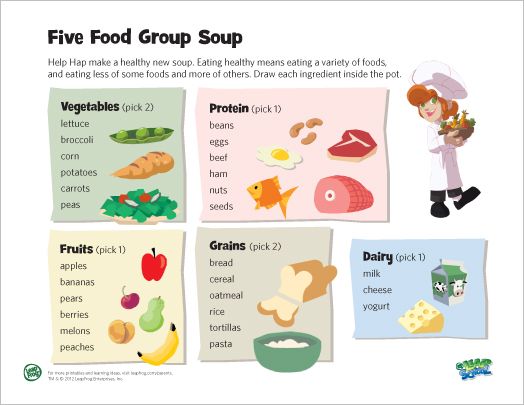 Five Food Group Soup
Help Hap make a healthy new soup. Eating healthy means eating a variety of foods,
and eating less of some foods and more of others. Draw each ingredient inside the pot.
Vegetables (pick 2)
lettuce
broccoli
corn
potatoes
carrots
peas
Protein (pick 1)
beans
eggs
beef
ham
nuts
seeds
Fruits (pick 1)
apples
bananas
pears
berries
melons
peaches
Grains (pick 2)
bread
cereal
oatmeal
rice
tortillas
pasta
Dairy (pick 1)
milk
cheese
yogurt
Leap
Frog
For more printables and learning ideas, visit leapfrog.com/parents.
TM & © 2012 LeapFrog Enterprises, Inc.
LEAP
SCHOOL